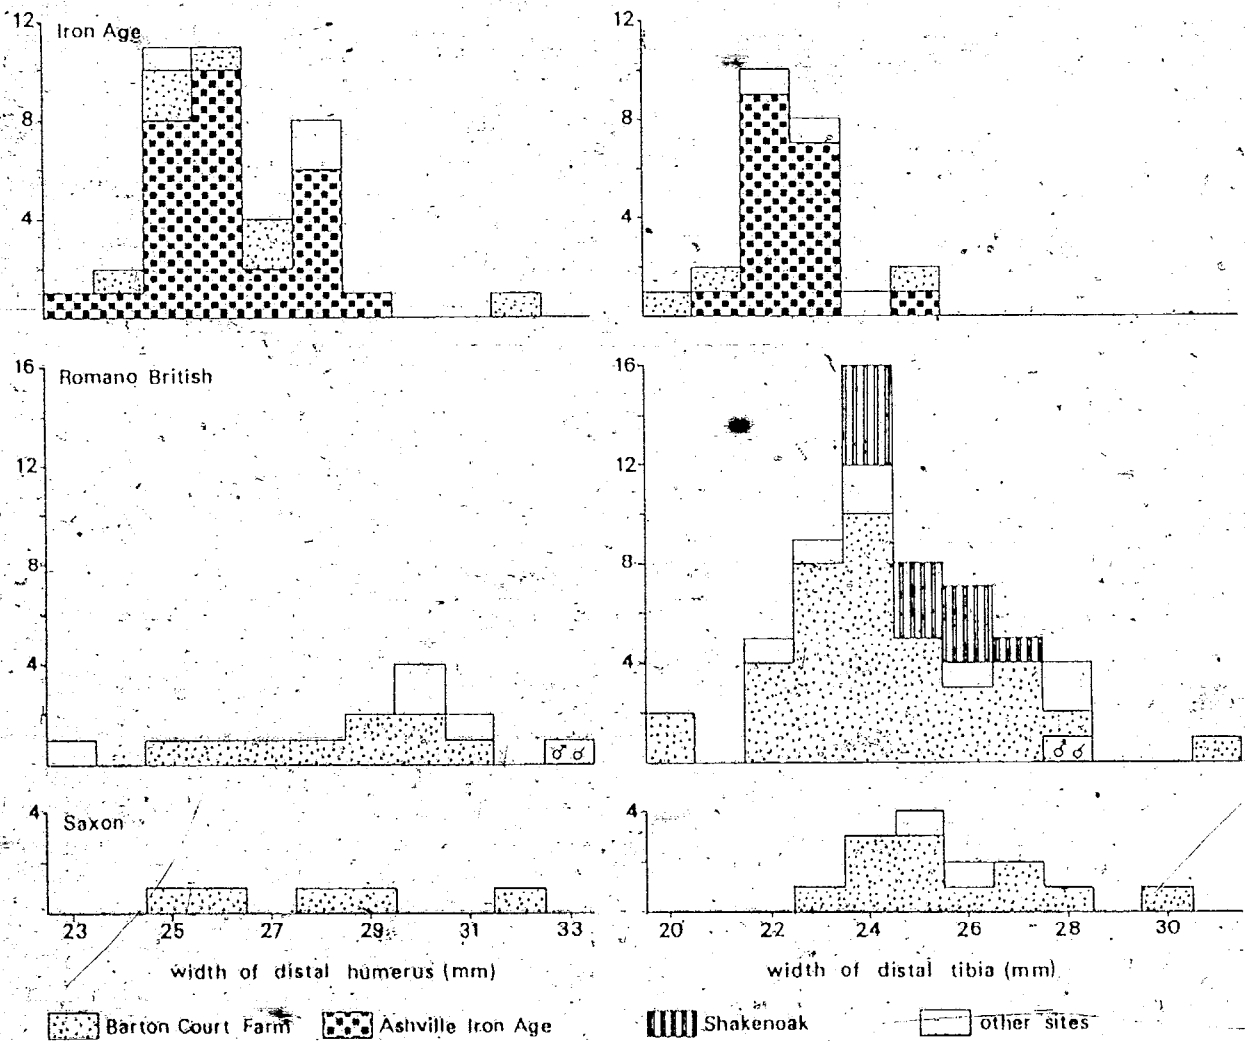 12
8
4
Iron Age
12
8
4
16
12
8
4
Romano British
♂ ♂
16
12
8
4
♂ ♂
4
Saxon
23 25 27 29 31 33
width of distal humerus (mm)
4
20 22 24 26 28 30
width of distal tibia (mm)
Barton Court Farm Ashville Iron Age Shakenoak other sites